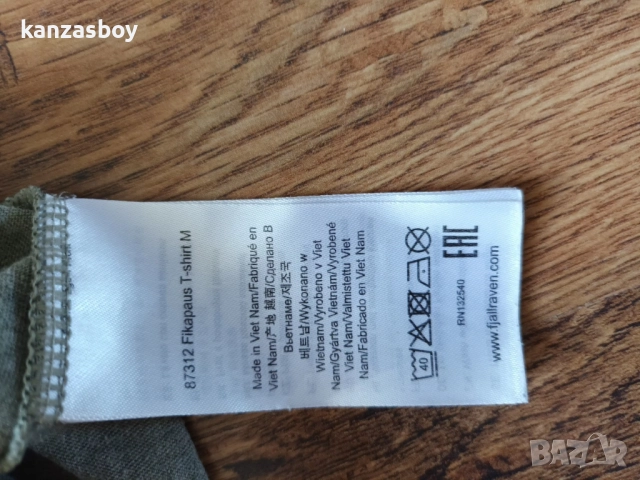 kanzasboy
87312 Fikapaus T-shirt M
Made in Viet Nam/Fabriqué en
Viet Nam/产地 越南/Сделано В
Вьетнаме/제조국
베트남/Wykonano w
Wietnam/Vyrobeno v Viet
Nam/Gyártva Vietnám/Vyrobené
Viet Nam/Valmistettu Viet
Nam/Fabricado en Viet Nam
40
EAC
RN132540
www.fjallraven.com
BAZAR